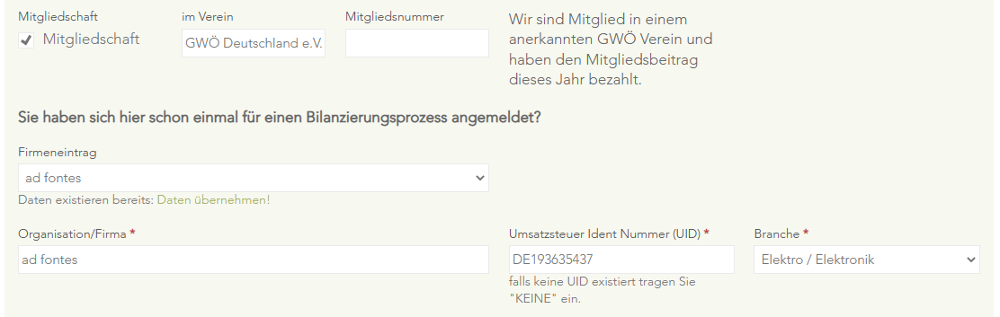 Mitgliedschaft
Mitgliedschaft
im Verein
GWÖ Deutschland e.V.
Mitgliedsnummer
Wir sind Mitglied in einem
anerkannten GWÖ Verein und
haben den Mitgliedsbeitrag
dieses Jahr bezahlt.
Sie haben sich hier schon einmal für einen Bilanzierungsprozess angemeldet?
Firmeneintrag
ad fontes
Daten existieren bereits: Daten übernehmen!
Organisation/Firma *
ad fontes
Umsatzsteuer Ident Nummer (UID) *
DE193635437
falls keine UID existiert tragen Sie
"KEINE" ein.
Branche *
Elektro / Elektronik